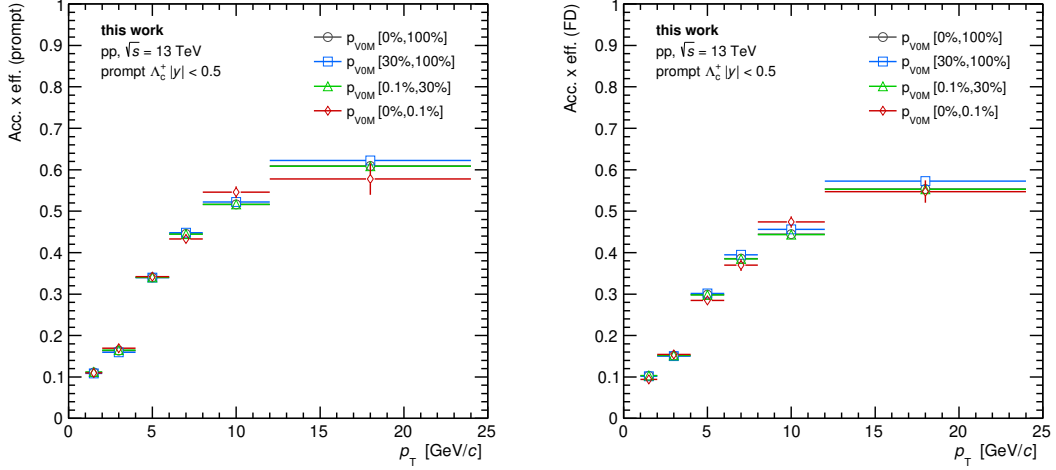 Acc. x eff. (prompt)
this work
pp, √s = 13 TeV
prompt Λc+ |y| < 0.5
pV0M [0%,100%]
pV0M [30%,100%]
pV0M [0.1%,30%]
pV0M [0%,0.1%]
1
0.9
0.8
0.7
0.6
0.5
0.4
0.3
0.2
0.1
0
0 5 10 15 20 25
pT [GeV/c]
Acc. x eff. (FD)
this work
pp, √s = 13 TeV
prompt Λc+ |y| < 0.5
pV0M [0%,100%]
pV0M [30%,100%]
pV0M [0.1%,30%]
pV0M [0%,0.1%]
1
0.9
0.8
0.7
0.6
0.5
0.4
0.3
0.2
0.1
0
0 5 10 15 20 25
pT [GeV/c]